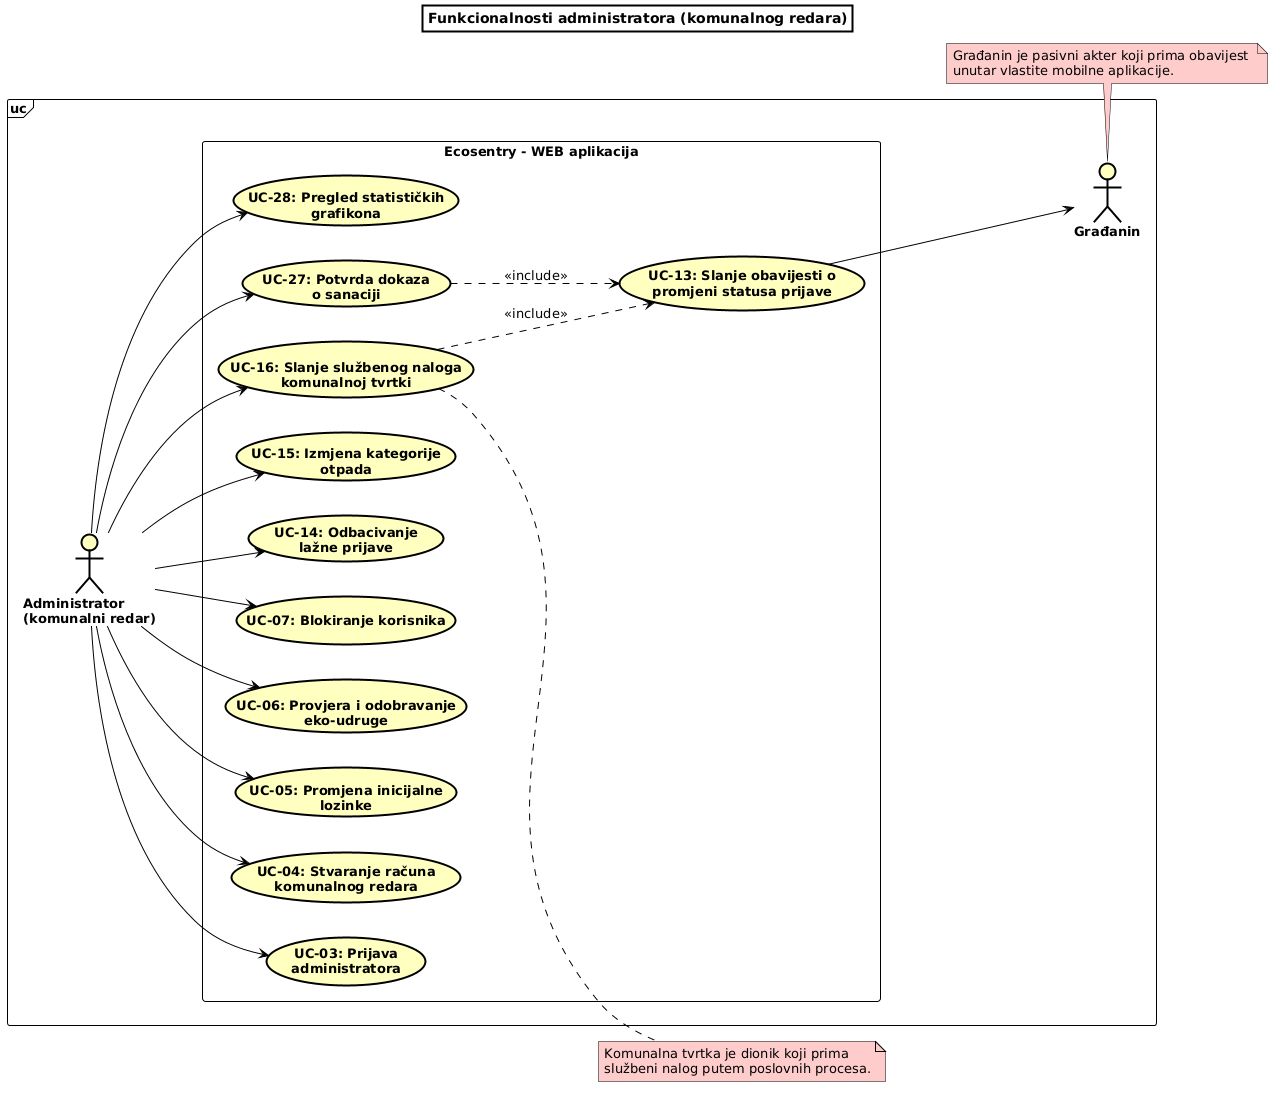 Funkcionalnosti administratora (komunalnog redara)
Građanin je pasivni akter koji prima obavijest
unutar vlastite mobilne aplikacije.
uc
Ecosentry - WEB aplikacija
UC-28: Pregled statističkih
grafikona
Građanin
UC-27: Potvrda dokaza
o sanaciji
«include»
UC-13: Slanje obavijesti o
promjeni statusa prijave
«include»
UC-16: Slanje službenog naloga
komunalnoj tvrtki
UC-15: Izmjena kategorije
otpada
UC-14: Odbacivanje
lažne prijave
Administrator
(komunalni redar)
UC-07: Blokiranje korisnika
UC-06: Provjera i odobravanje
eko-udruge
UC-05: Promjena inicijalne
lozinke
UC-04: Stvaranje računa
komunalnog redara
UC-03: Prijava
administratora
Komunalna tvrtka je dionik koji prima
službeni nalog putem poslovnih procesa.